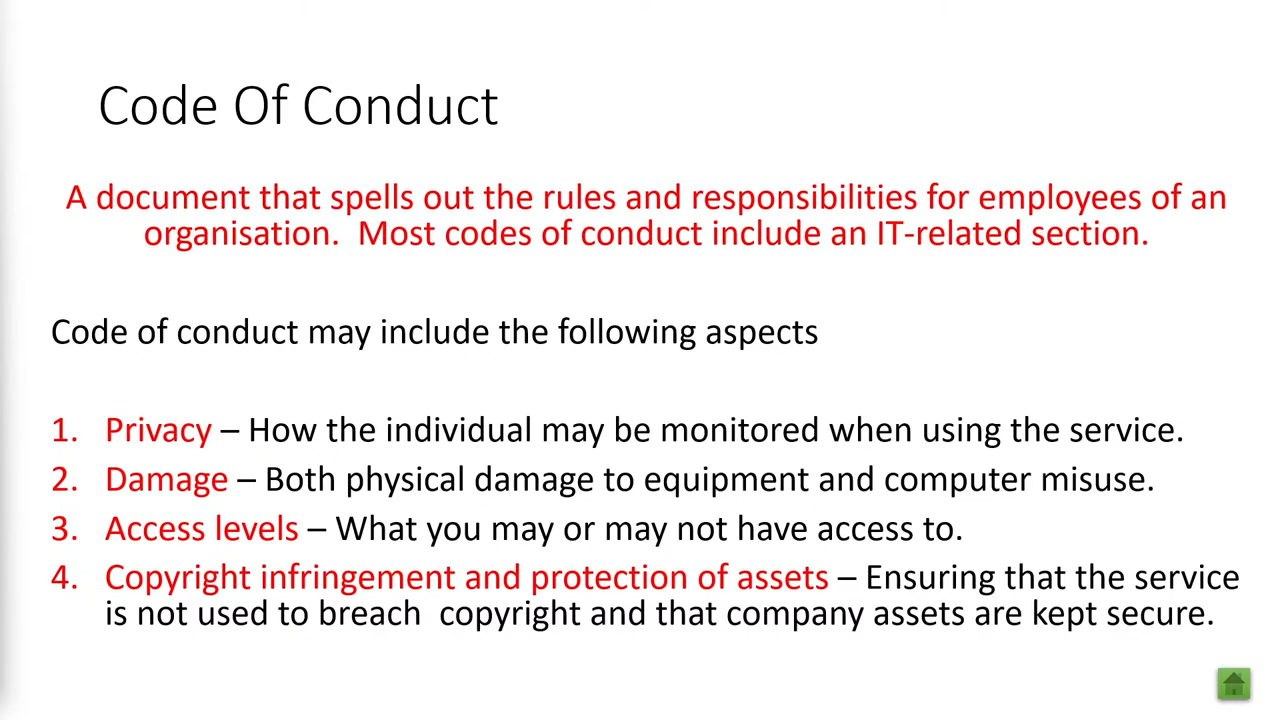 Code Of Conduct
A document that spells out the rules and responsibilities for employees of an
organisation.  Most codes of conduct include an IT-related section.
Code of conduct may include the following aspects
1. Privacy – How the individual may be monitored when using the service.
2. Damage – Both physical damage to equipment and computer misuse.
3. Access levels – What you may or may not have access to.
4. Copyright infringement and protection of assets – Ensuring that the service
is not used to breach  copyright and that company assets are kept secure.